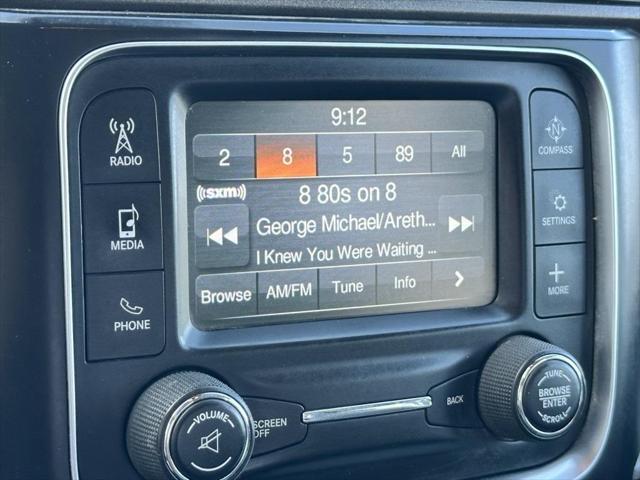 9:12
2 8 5 89 All
((sxm)) 8 80s on 8
George Michael/Areth...
I Knew You Were Waiting ...
Browse AM/FM Tune Info >
RADIO
MEDIA
PHONE
N
COMPASS
SETTINGS
+
MORE
VOLUME
SCREEN
OFF
BACK
TUNE
BROWSE
ENTER
SCROLL